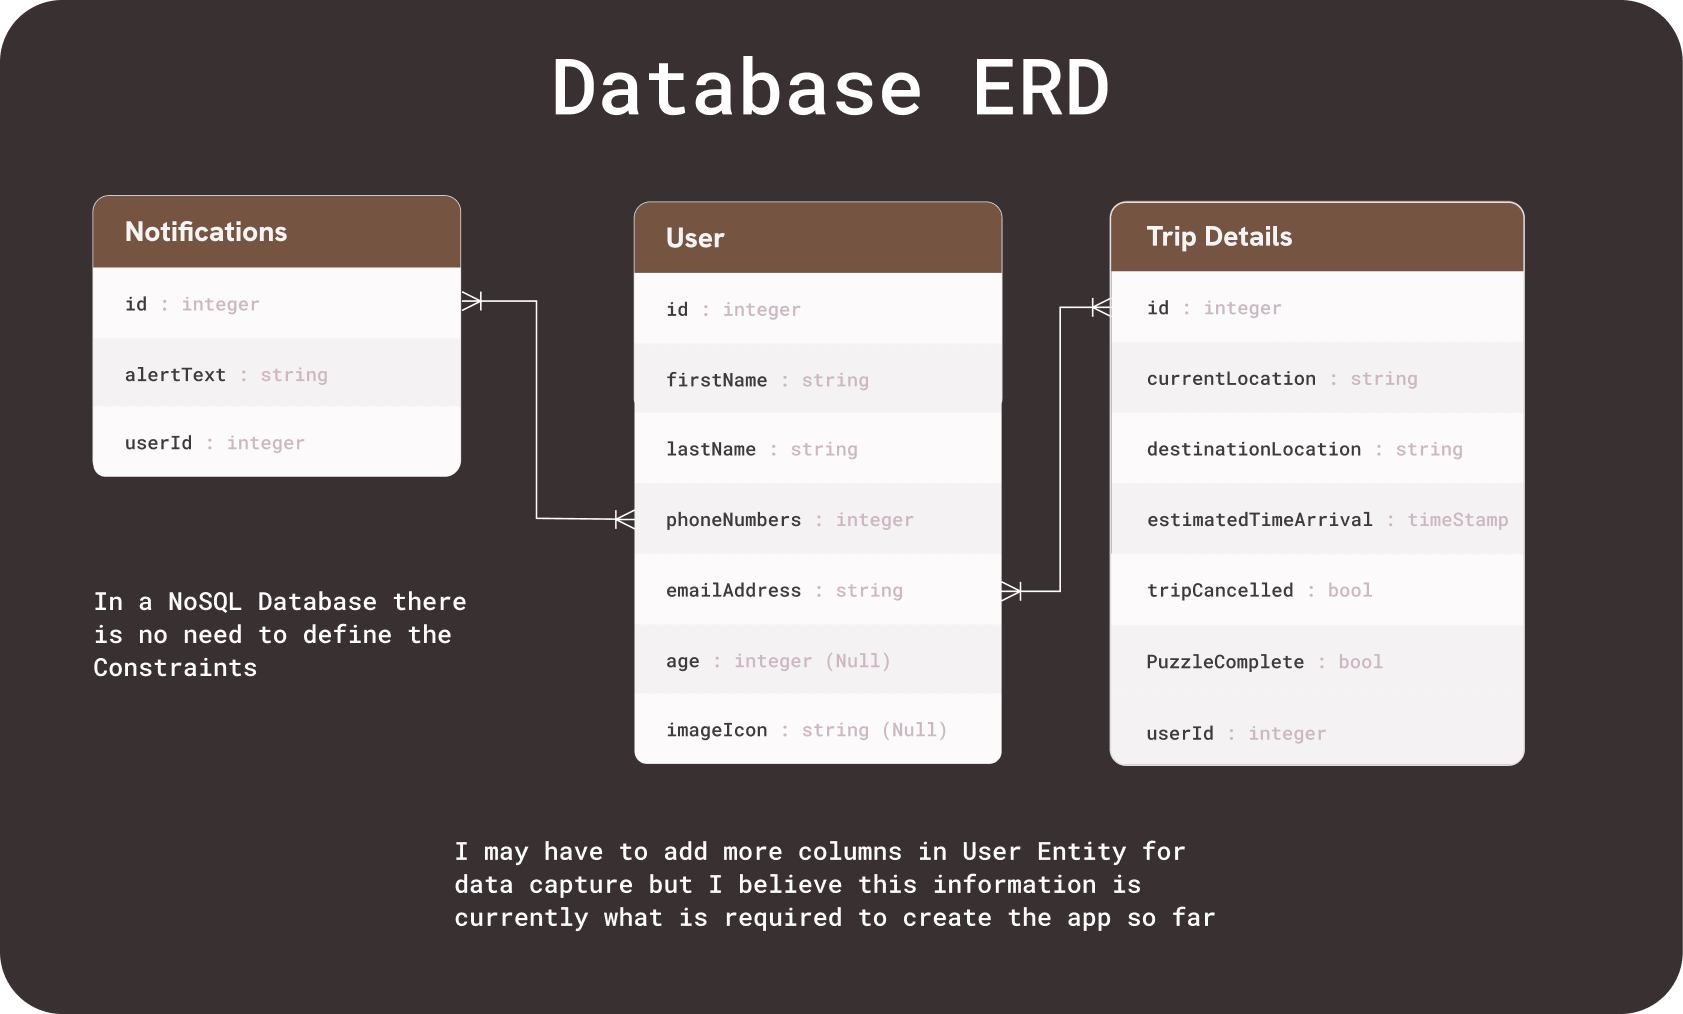 Database ERD
Notifications
id : integer
alertText : string
userId : integer
User
id : integer
firstName : string
lastName : string
phoneNumbers : integer
emailAddress : string
age : integer (Null)
imageIcon : string (Null)
Trip Details
id : integer
currentLocation : string
destinationLocation : string
estimatedTimeArrival : timeStamp
tripCancelled : bool
PuzzleComplete : bool
userId : integer
In a NoSQL Database there
is no need to define the
Constraints
I may have to add more columns in User Entity for
data capture but I believe this information is
currently what is required to create the app so far